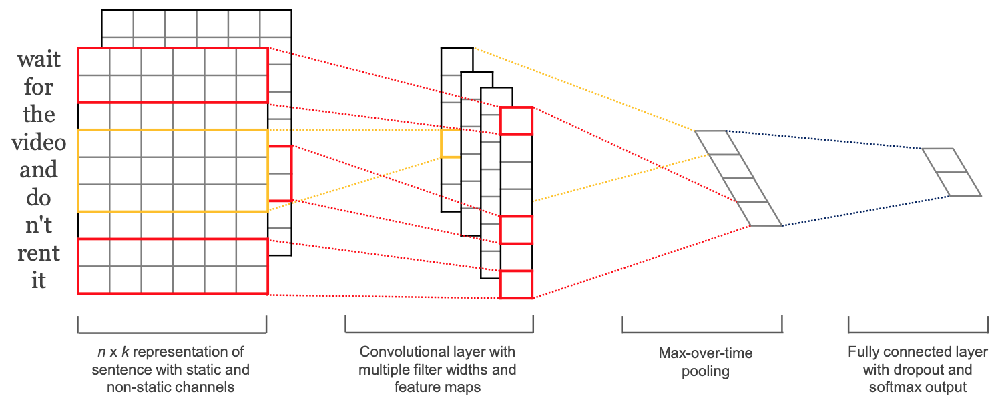 wait
for
the
video
and
do
n't
rent
it
n x k representation of
sentence with static and
non-static channels
Convolutional layer with
multiple filter widths and
feature maps
Max-over-time
pooling
Fully connected layer
with dropout and
softmax output